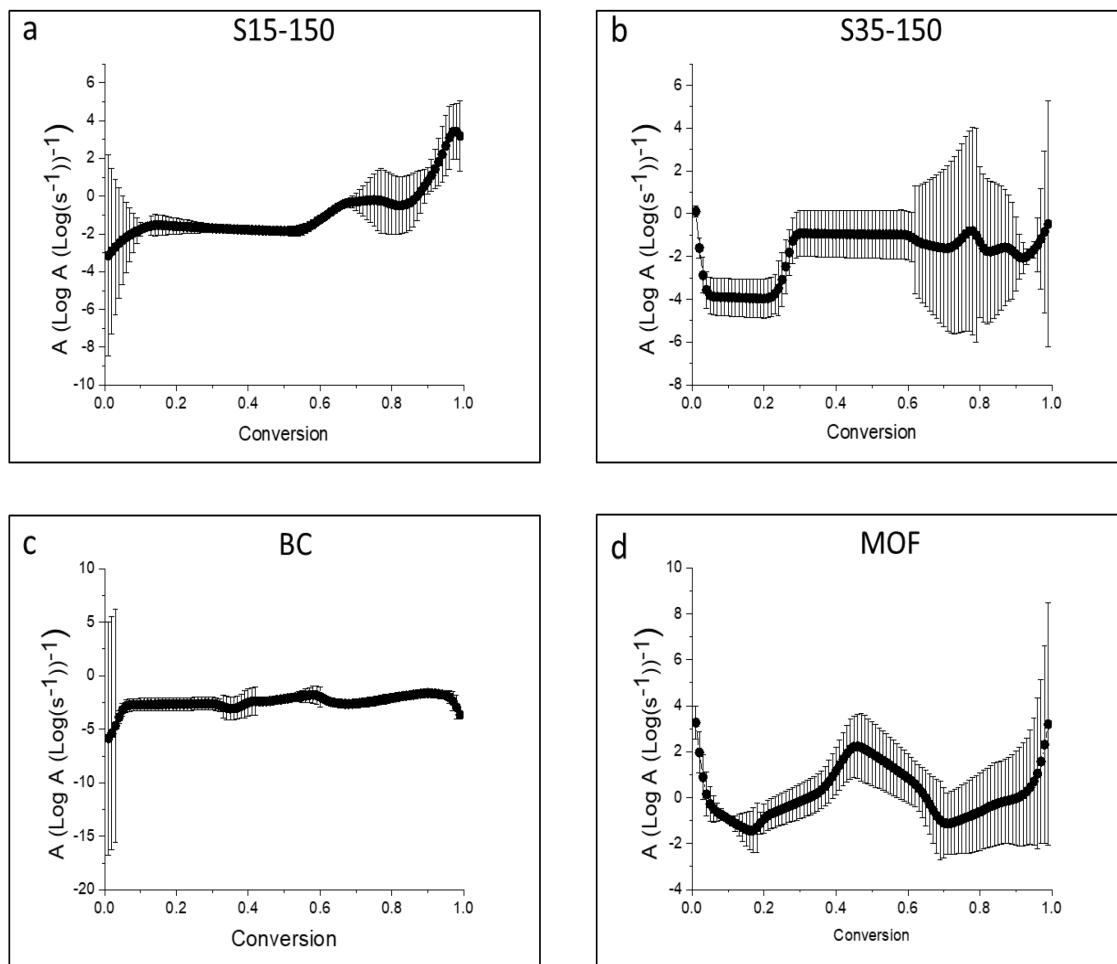 a
S15-150
A (Log A (Log(s⁻¹))⁻¹)
6
4
2
0
-2
-4
-6
-8
-10
0.0 0.2 0.4 0.6 0.8 1.0
Conversion
b
S35-150
A (Log A (Log(s⁻¹))⁻¹)
6
4
2
0
-2
-4
-6
-8
0.0 0.2 0.4 0.6 0.8 1.0
Conversion
c
BC
A (Log A (Log(s⁻¹))⁻¹)
10
5
0
-5
-10
-15
-20
0.0 0.2 0.4 0.6 0.8 1.0
Conversion
d
MOF
A (Log A (Log(s⁻¹))⁻¹)
10
8
6
4
2
0
-2
-4
0.0 0.2 0.4 0.6 0.8 1.0
Conversion